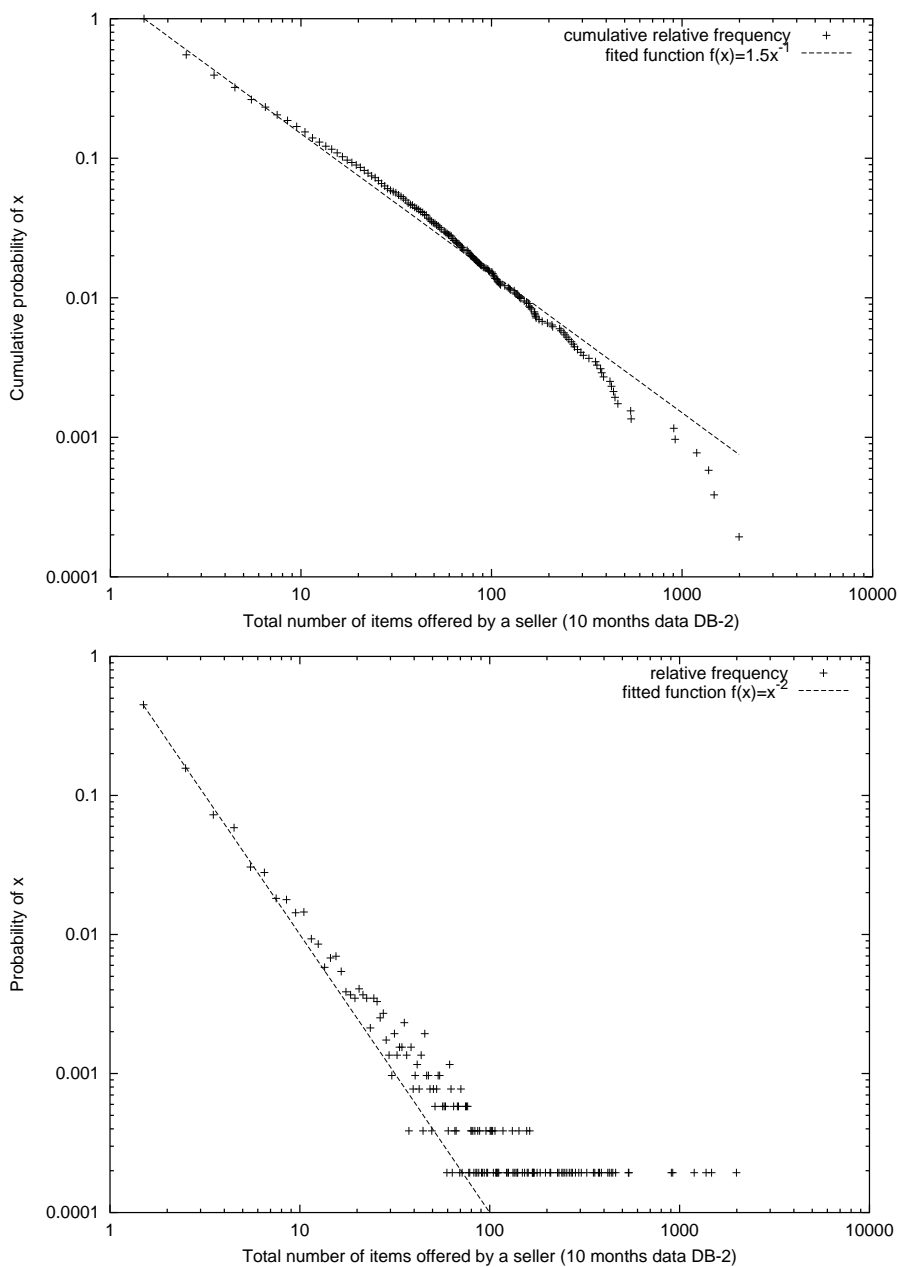 1
cumulative relative frequency
fited function f(x)=1.5x-1
0.1
Cumulative probability of x
0.01
0.001
0.0001
1 10 100 1000 10000
Total number of items offered by a seller (10 months data DB-2)
1
relative frequency
fitted function f(x)=x-2
0.1
Probability of x
0.01
0.001
0.0001
1 10 100 1000 10000
Total number of items offered by a seller (10 months data DB-2)